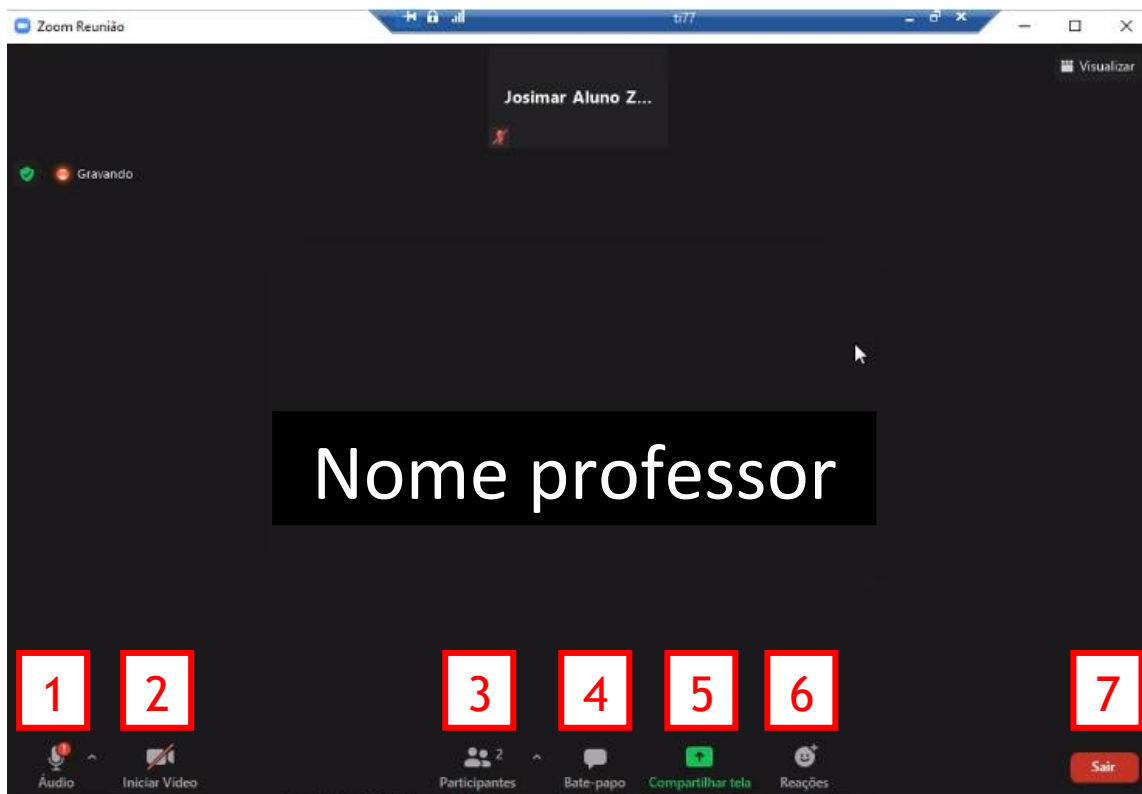 Zoom Reunião
ti77
Visualizar
Josimar Aluno Z...
Gravando
Nome professor
1 2 3 4 5 6 7
2
Áudio Iniciar Vídeo Participantes Bate-papo Compartilhar tela Reações Sair